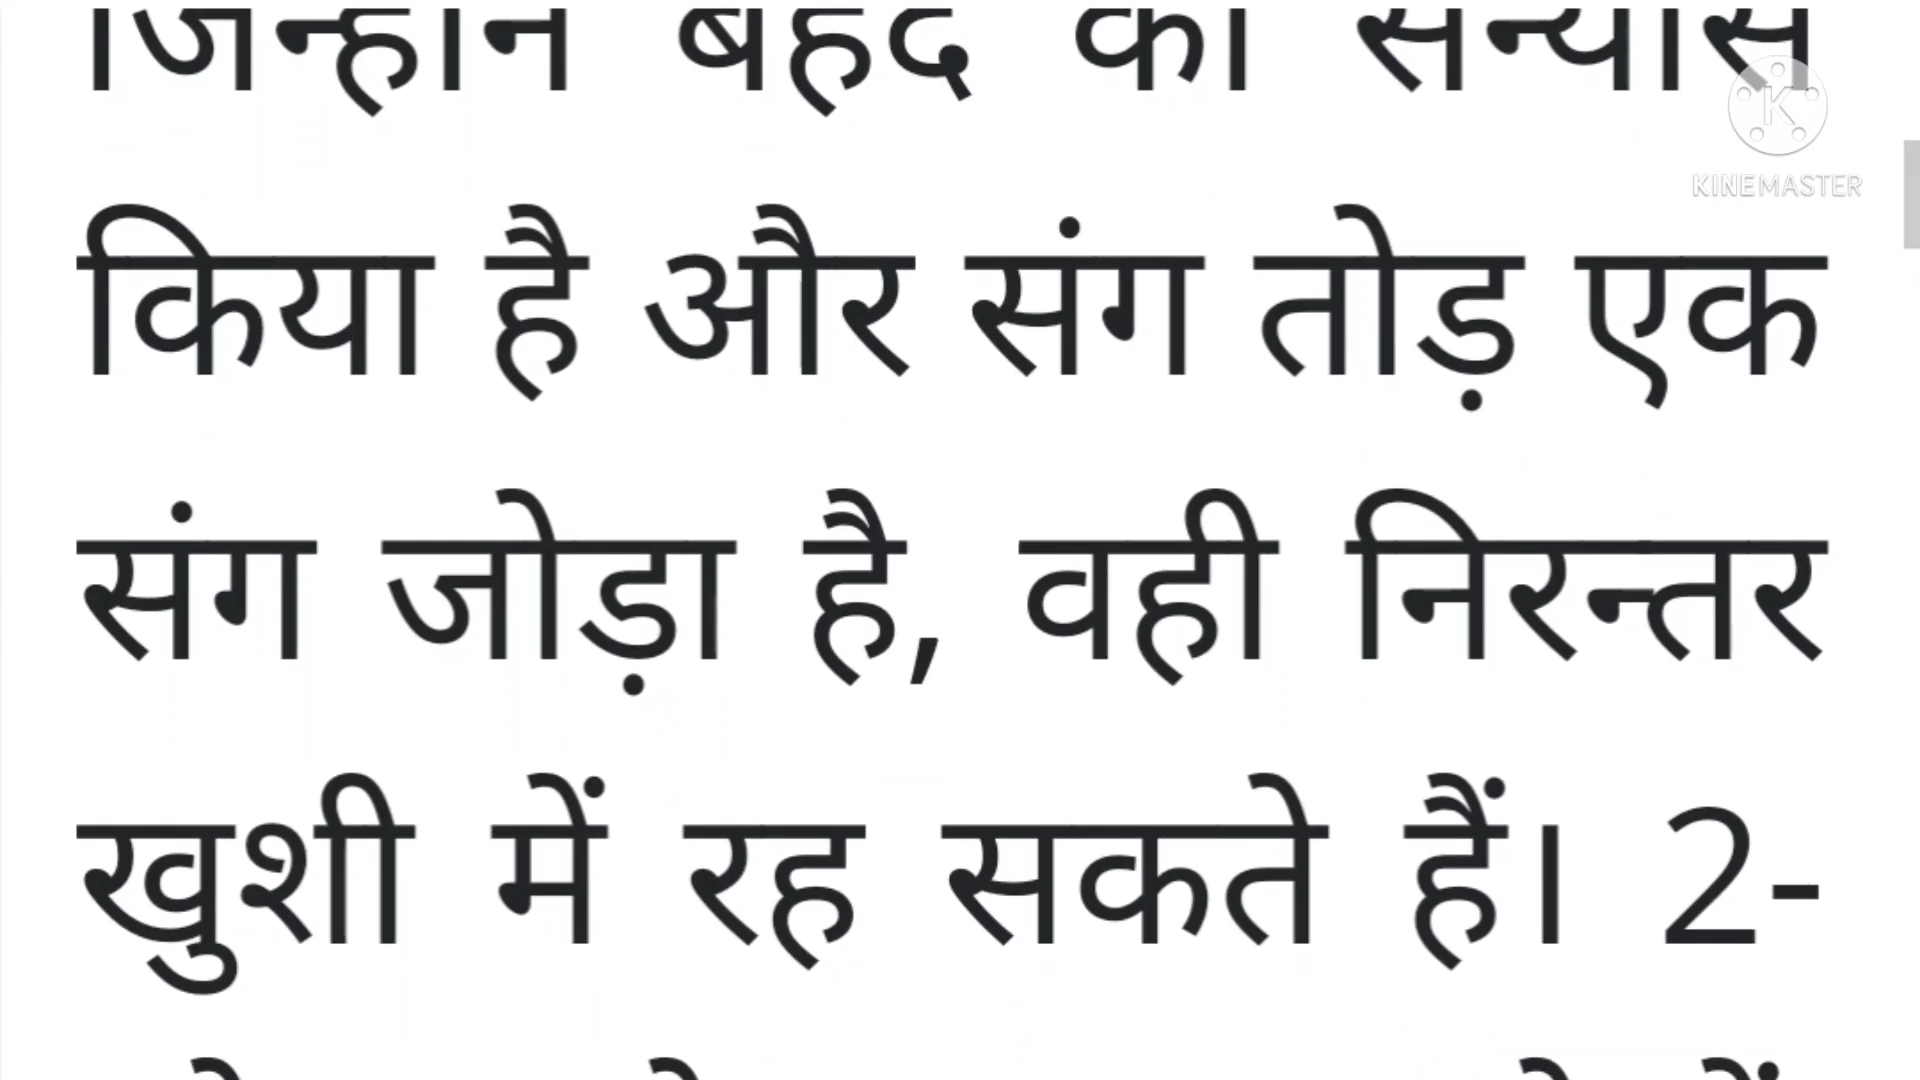 जिन्होंने बेहद का सन्यास
KINEMASTER
किया है और संग तोड़ एक
संग जोड़ा है, वही निरन्तर
खुशी में रह सकते हैं। 2-